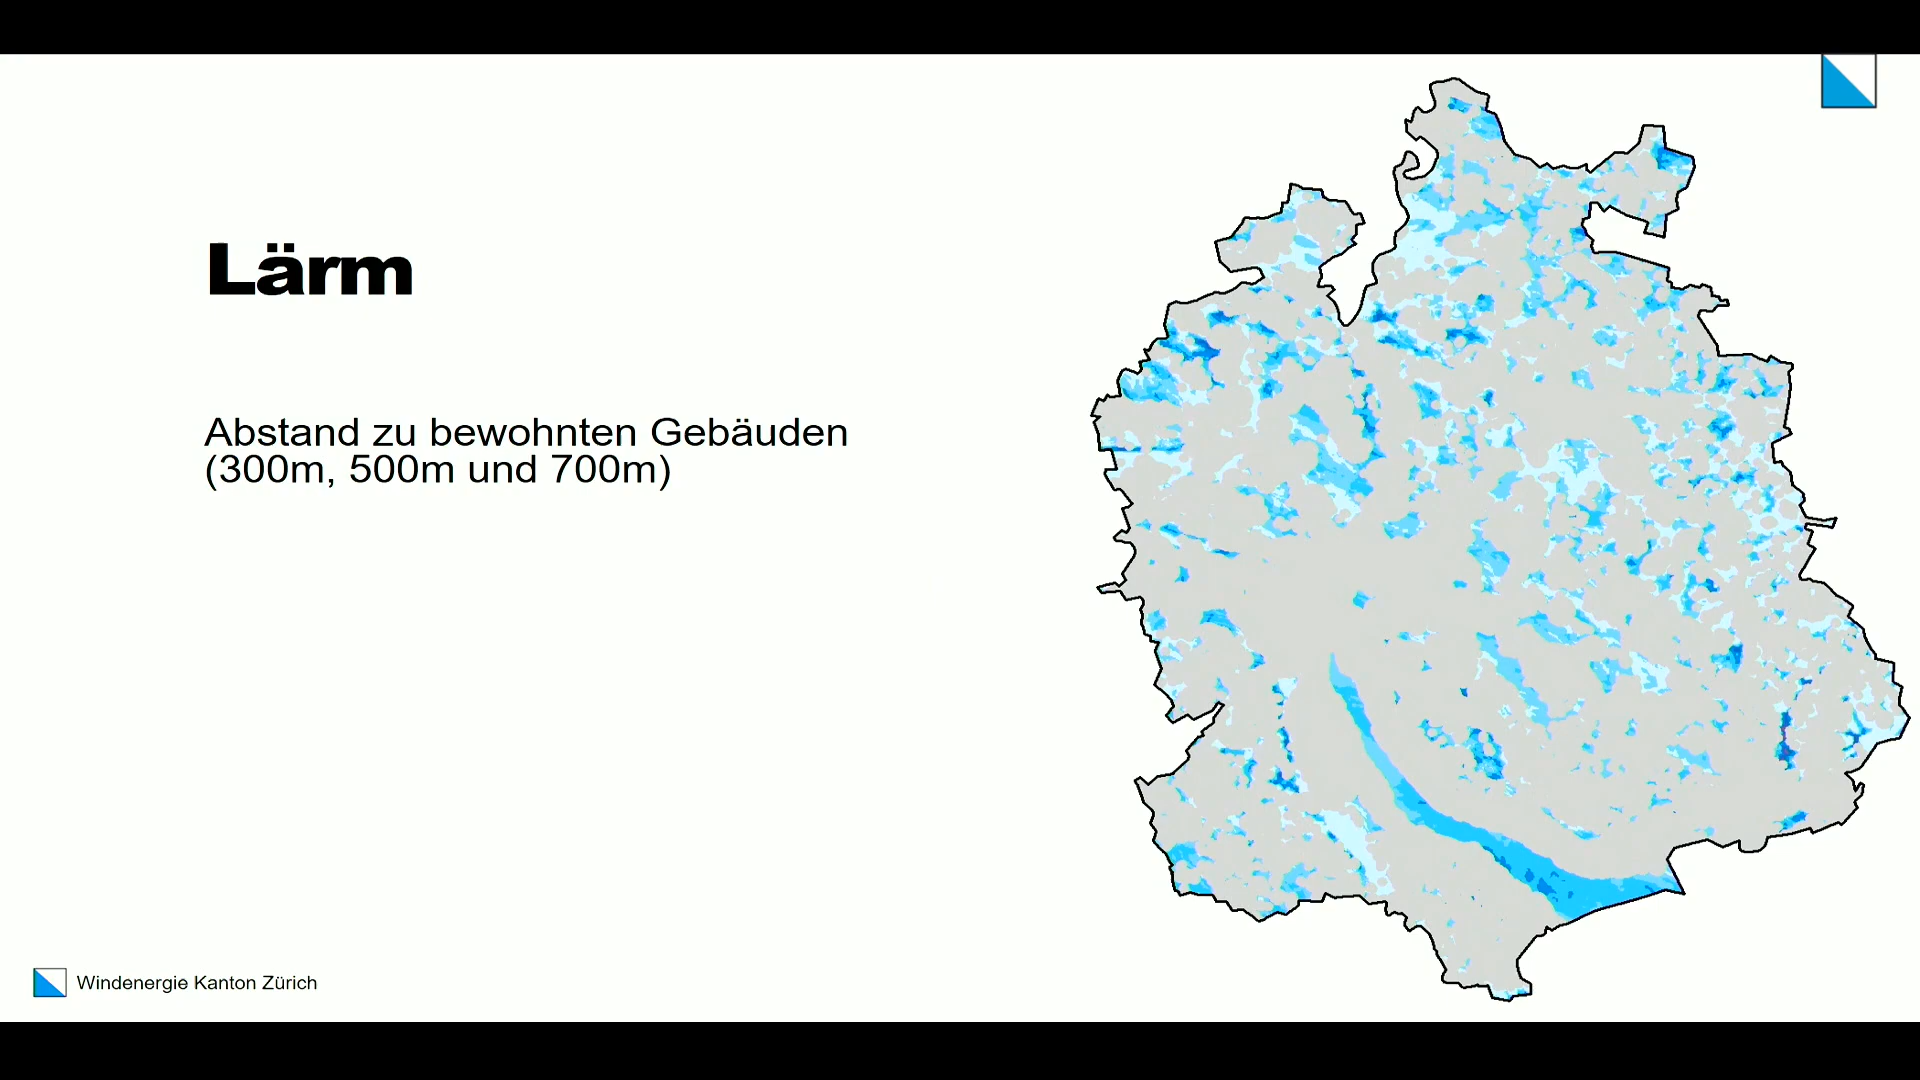 Lärm
Abstand zu bewohnten Gebäuden
(300m, 500m und 700m)
Windenergie Kanton Zürich